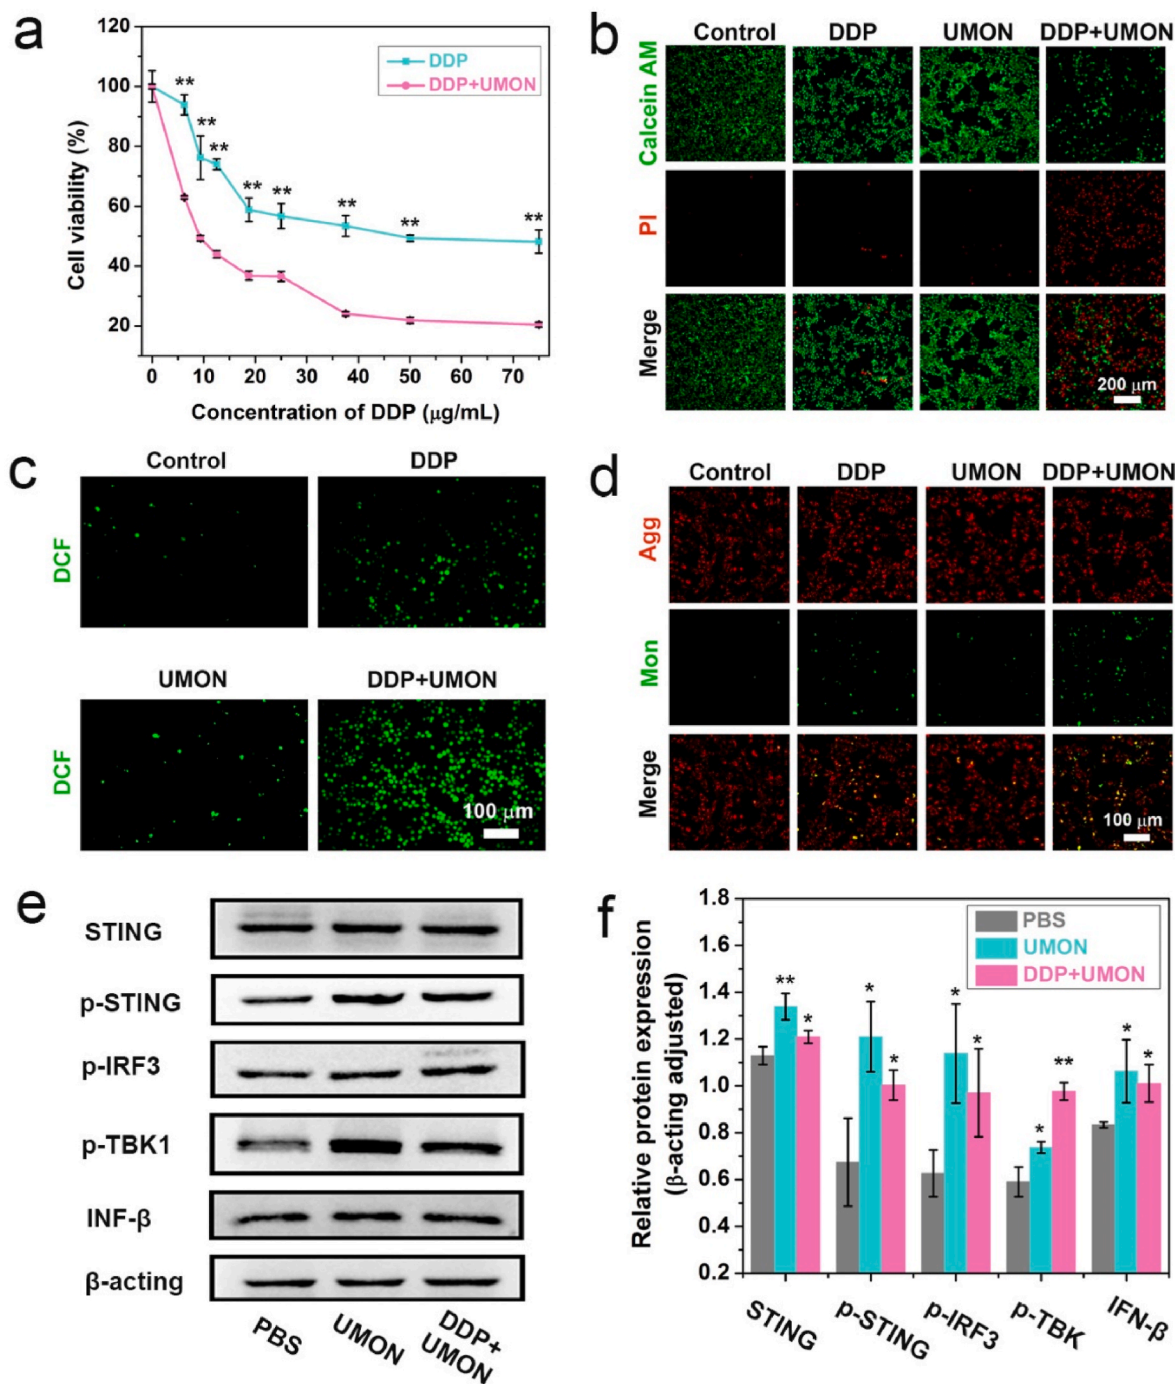 a
120
100
80
60
40
20
Cell viability (%)
DDP
DDP+UMON
**
**
**
**
**
**
**
**
0 10 20 30 40 50 60 70
Concentration of DDP (μg/mL)
b
Control DDP UMON DDP+UMON
Calcein AM
PI
Merge
200 μm
c
Control DDP
DCF
UMON DDP+UMON
DCF
100 μm
d
Control DDP UMON DDP+UMON
Agg
Mon
Merge
100 μm
e
STING
p-STING
p-IRF3
p-TBK1
INF-β
β-acting
PBS UMON DDP+
UMON
f
Relative protein expression
(β-acting adjusted)
1.8
1.6
1.4
1.2
1.0
0.8
0.6
0.4
0.2
PBS
UMON
DDP+UMON
** *
* *
* *
* **
* *
STING p-STING p-IRF3 p-TBK IFN-β